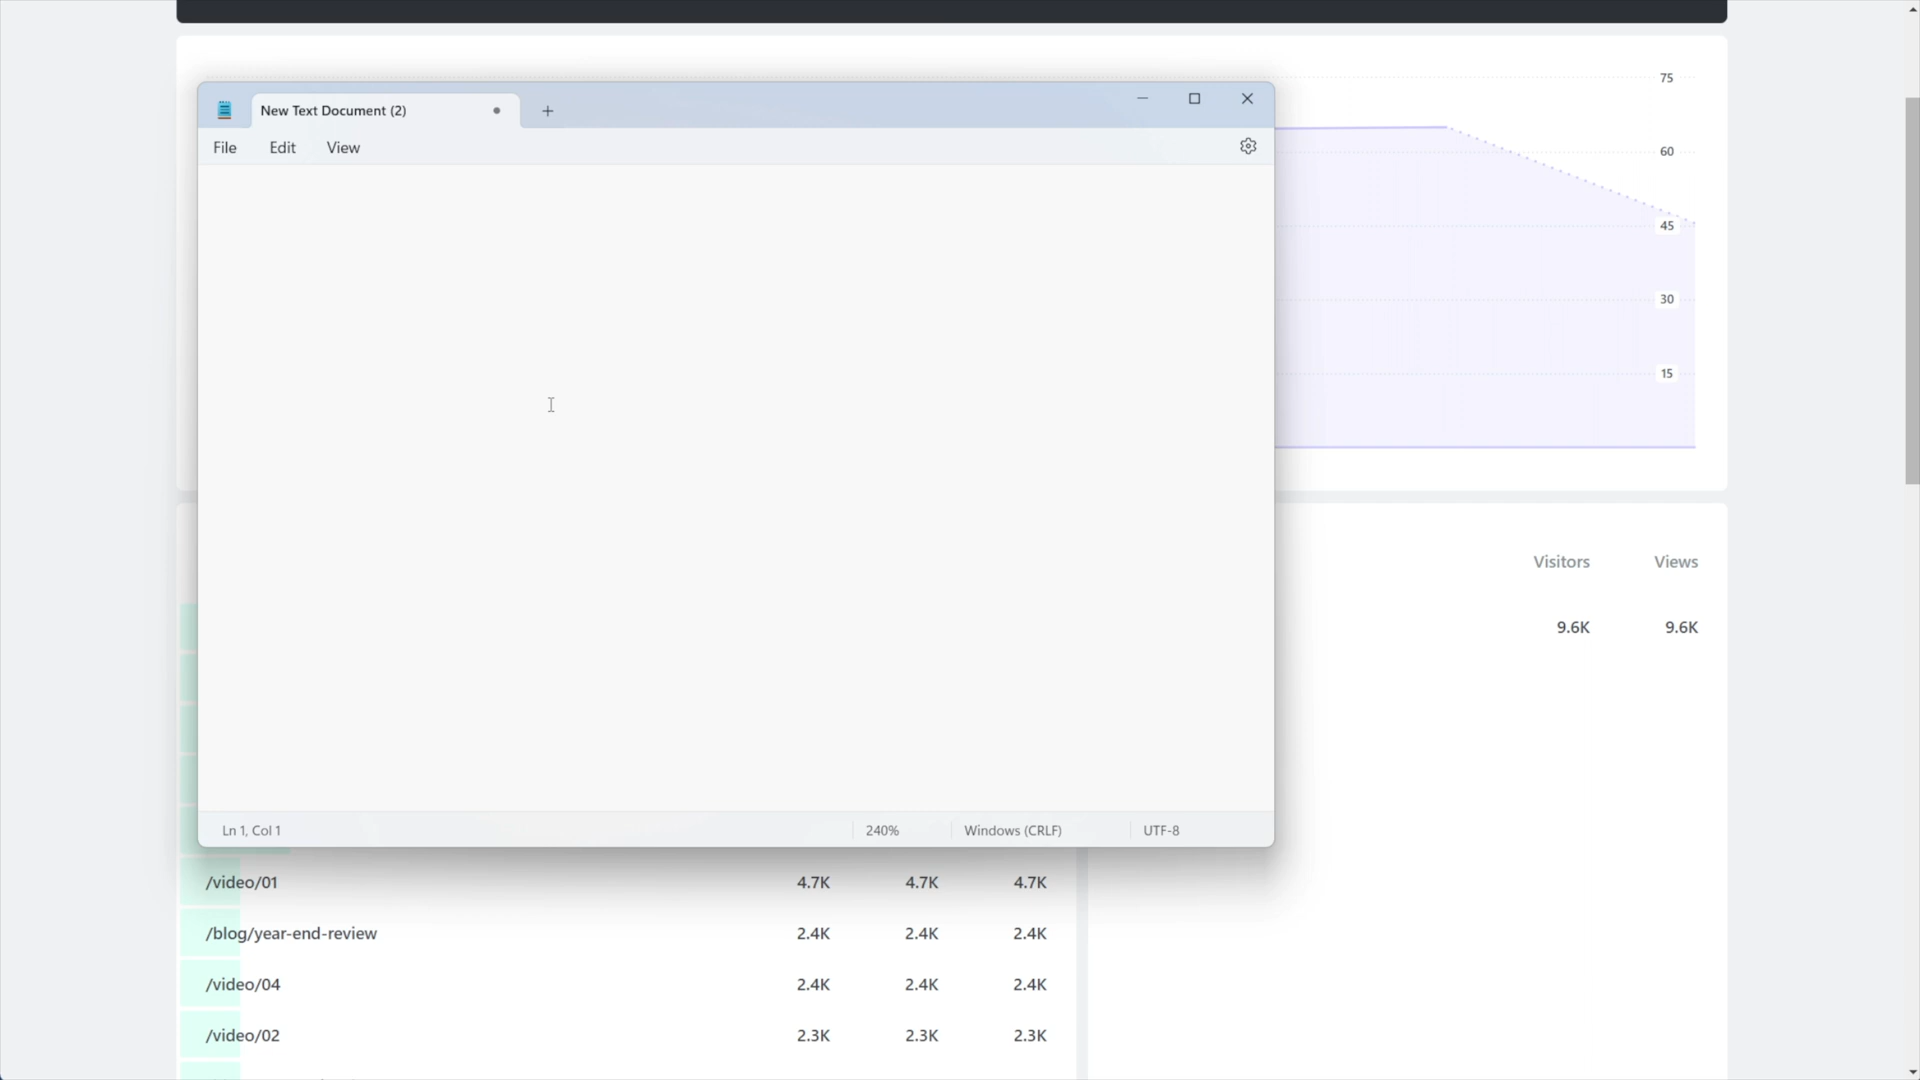 75
New Text Document (2)
File Edit View
60
45
30
15
Visitors Views
9.6K 9.6K
Ln 1, Col 1 240% Windows (CRLF) UTF-8
/video/01 4.7K 4.7K 4.7K
/blog/year-end-review 2.4K 2.4K 2.4K
/video/04 2.4K 2.4K 2.4K
/video/02 2.3K 2.3K 2.3K